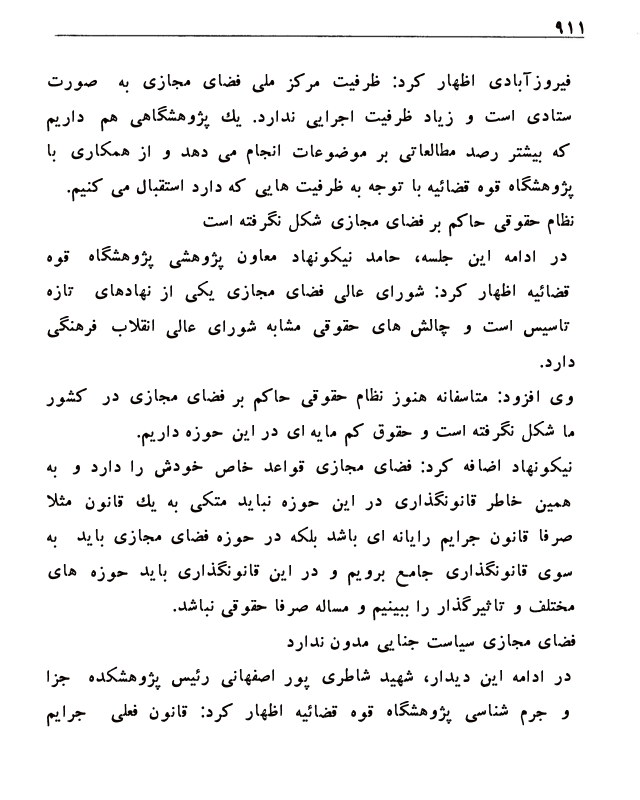 ۹۱۱
فیروزآبادی اظهار کرد: ظرفیت مرکز ملی فضای مجازی به صورت
ستادی است و زیاد ظرفیت اجرایی ندارد. یك پژوهشگاهی هم داریم
که بیشتر رصد مطالعاتی بر موضوعات انجام می دهد و از همکاری با
پژوهشگاه قوه قضائیه با توجه به ظرفیت هایی که دارد استقبال می کنیم.
نظام حقوقی حاکم بر فضای مجازی شکل نگرفته است
در ادامه این جلسه، حامد نیکونهاد معاون پژوهشی پژوهشگاه قوه
قضائیه اظهار کرد: شورای عالی فضای مجازی یکی از نهادهای تازه
تاسیس است و چالش های حقوقی مشابه شورای عالی انقلاب فرهنگی
دارد.
وی افزود: متاسفانه هنوز نظام حقوقی حاکم بر فضای مجازی در کشور
ما شکل نگرفته است و حقوق کم مایه ای در این حوزه داریم.
نیکونهاد اضافه کرد: فضای مجازی قواعد خاص خودش را دارد و به
همین خاطر قانونگذاری در این حوزه نباید متکی به یك قانون مثلا
صرفا قانون جرایم رایانه ای باشد بلکه در حوزه فضای مجازی باید به
سوی قانونگذاری جامع برویم و در این قانونگذاری باید حوزه های
مختلف و تاثیرگذار را ببینیم و مساله صرفا حقوقی نباشد.
فضای مجازی سیاست جنایی مدون ندارد
در ادامه این دیدار، شهید شاطری پور اصفهانی رئیس پژوهشکده جزا
و جرم شناسی پژوهشگاه قوه قضائیه اظهار کرد: قانون فعلی جرایم